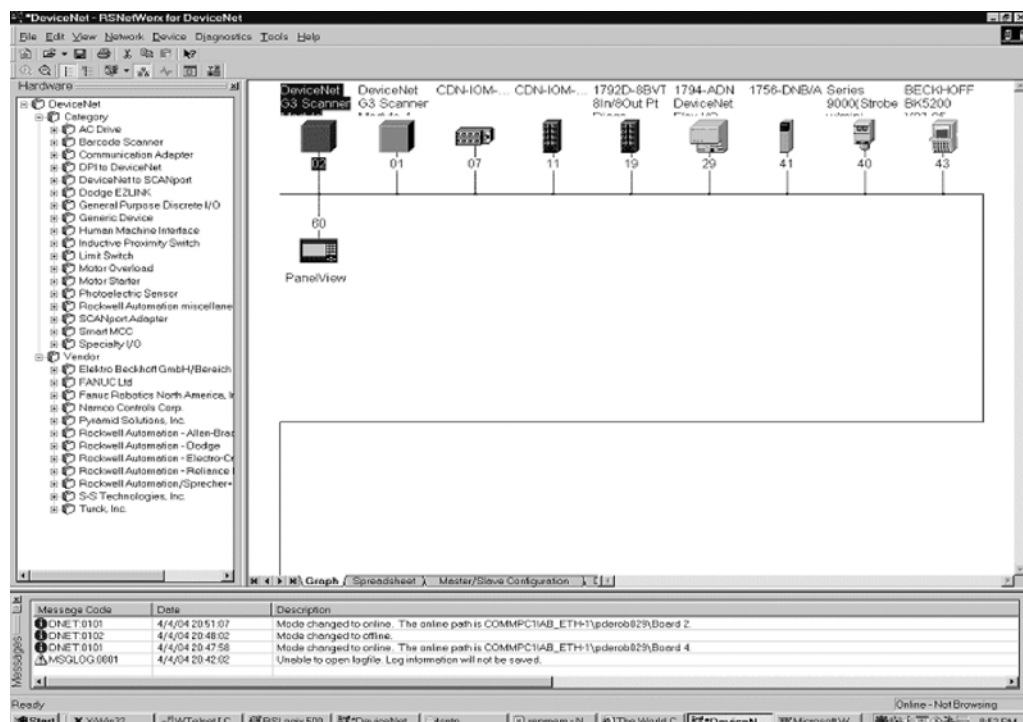 *DeviceNet - RSNetWorx for DeviceNet
File Edit View Network Device Diagnostics Tools Help
Hardware
DeviceNet
Category
AC Drive
Barcode Scanner
Communication Adapter
DPI to DeviceNet
DeviceNet to SCANport
Dodge EZLINK
General Purpose Discrete I/O
Generic Device
Human Machine Interface
Inductive Proximity Switch
Limit Switch
Motor Overload
Motor Starter
Photoelectric Sensor
Rockwell Automation miscellane
SCANport Adapter
Smart MCC
Specialty I/O
Vendor
Elektro Beckhoff GmbH/Bereich
FANUC Ltd
Fanuc Robotics North America, I
Namco Controls Corp.
Pyramid Solutions, Inc.
Rockwell Automation - Allen-Brad
Rockwell Automation - Dodge
Rockwell Automation - Electro-Cr
Rockwell Automation - Reliance
Rockwell Automation/Sprecher+
S-S Technologies, Inc.
Turck, Inc.
DeviceNet G3 Scanner
02
DeviceNet G3 Scanner
01
CDN-IOM-...
07
CDN-IOM-...
11
1792D-8BVT 8In/8Out Pt
19
1794-ADN DeviceNet
29
1756-DNB/A
41
Series 9000(Strobe
40
BECKHOFF BK5200
43
60
PanelView
Graph Spreadsheet Master/Slave Configuration
Messages
Message Code Date Description
DNET:0101 4/4/04 20:51:07 Mode changed to online. The online path is COMMPC1!AB_ETH-1\pderob029\Board 2.
DNET:0102 4/4/04 20:48:02 Mode changed to offline.
DNET:0101 4/4/04 20:47:58 Mode changed to online. The online path is COMMPC1!AB_ETH-1\pderob029\Board 4.
MSGLOG:0001 4/4/04 20:42:02 Unable to open logfile. Log information will not be saved.
Ready
Online - Not Browsing
Start